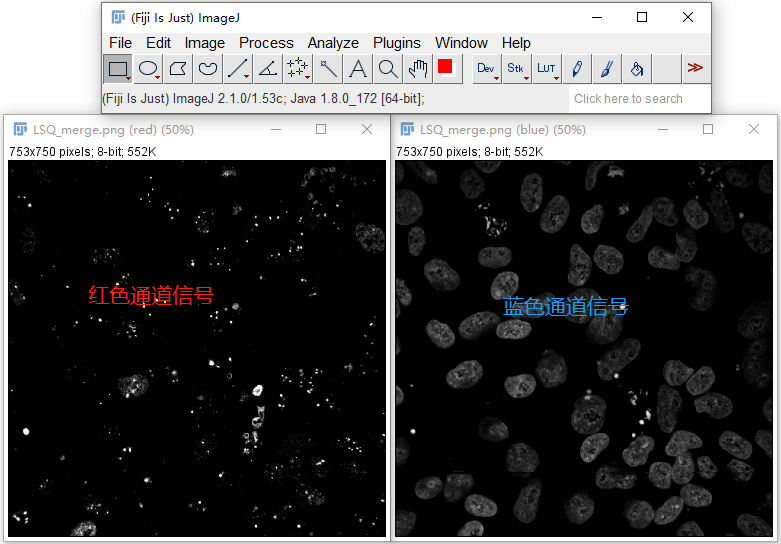 (Fiji Is Just) ImageJ
File Edit Image Process Analyze Plugins Window Help
Dev Stk LUT
(Fiji Is Just) ImageJ 2.1.0/1.53c; Java 1.8.0_172 [64-bit];
Click here to search
LSQ_merge.png (red) (50%)
753x750 pixels; 8-bit; 552K
红色通道信号
LSQ_merge.png (blue) (50%)
753x750 pixels; 8-bit; 552K
蓝色通道信号